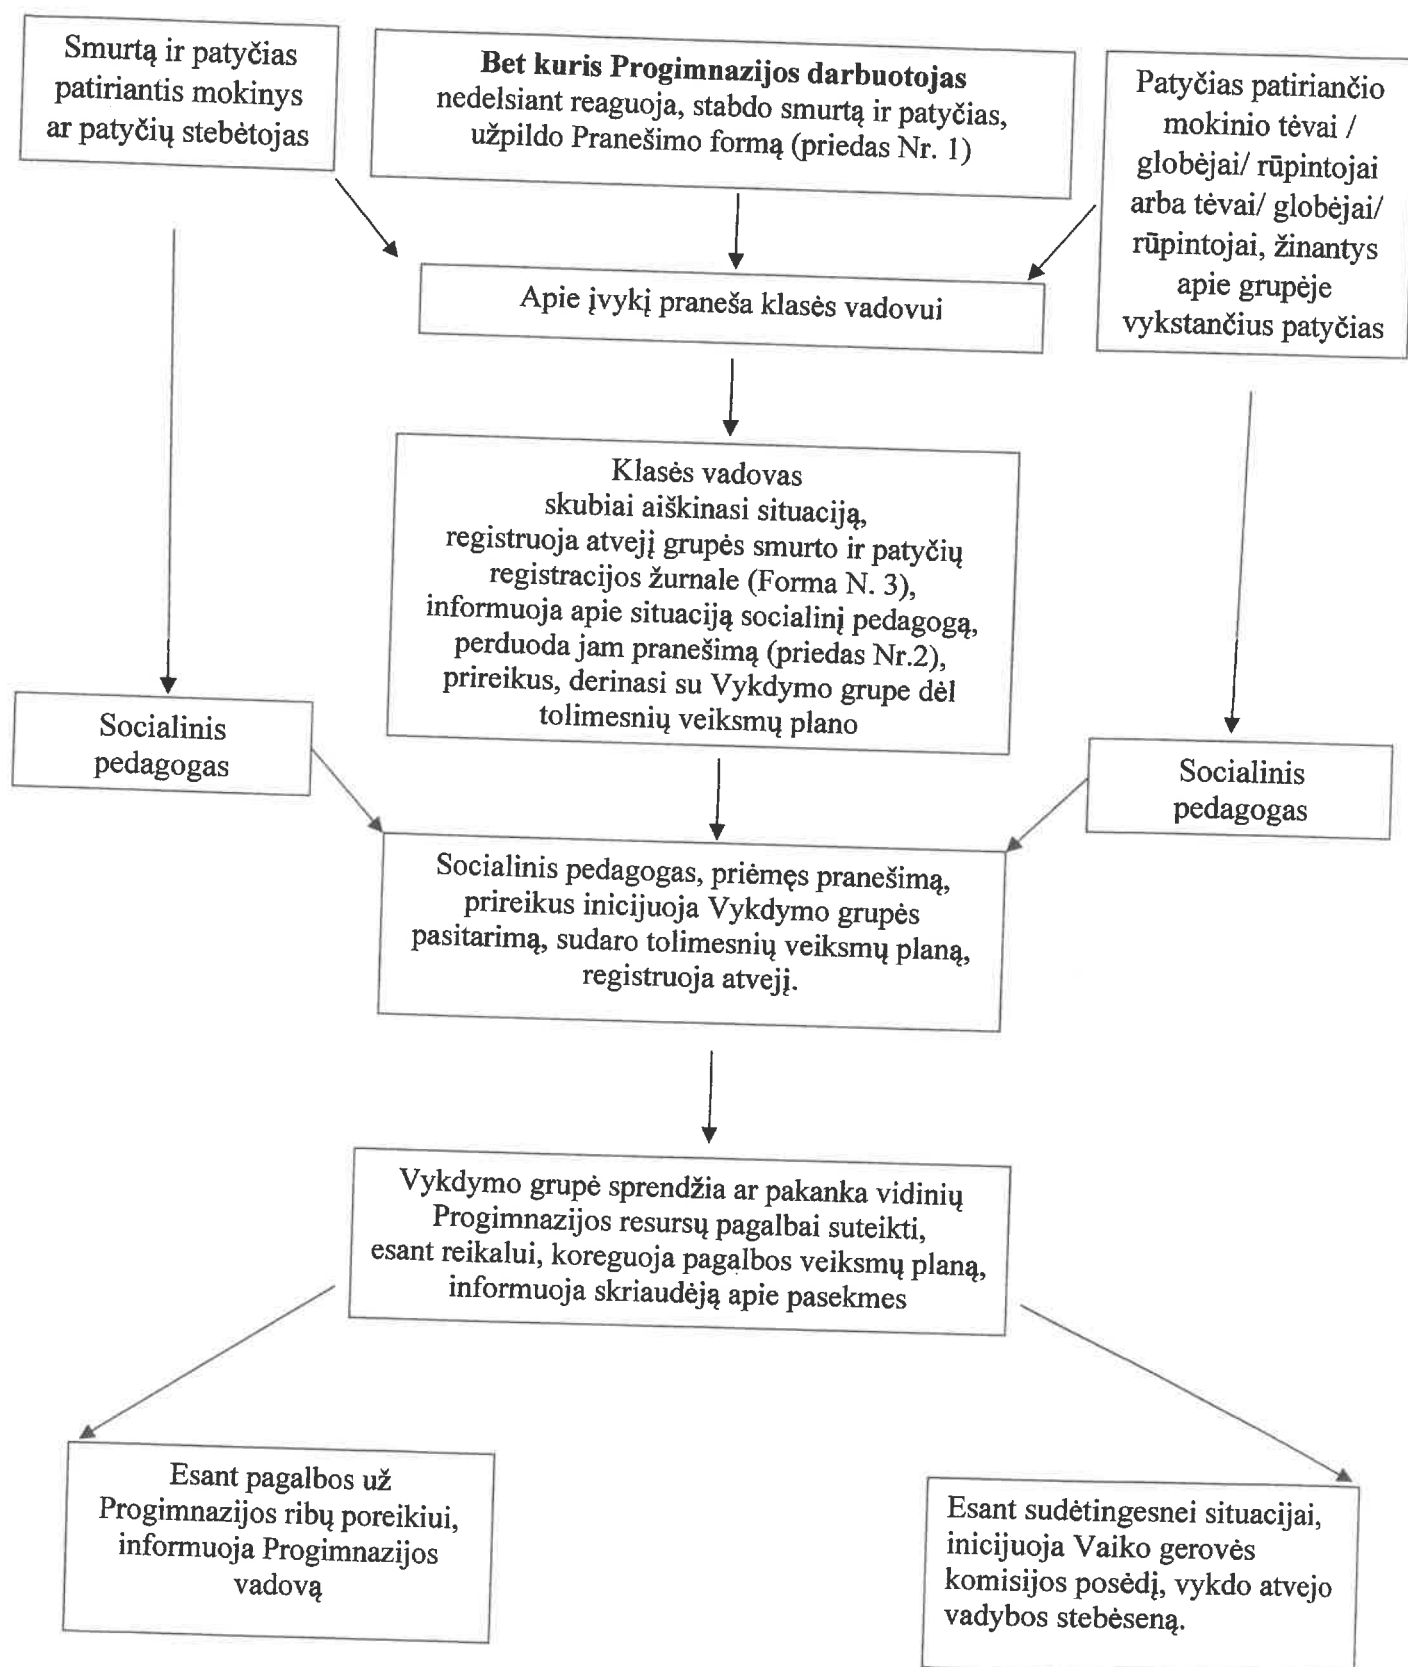 Smurtą ir patyčias
patiriantis mokinys
ar patyčių stebėtojas
Bet kuris Progimnazijos darbuotojas
nedelsiant reaguoja, stabdo smurtą ir patyčias,
užpildo Pranešimo formą (priedas Nr. 1)
Patyčias patiriančio
mokinio tėvai /
globėjai/ rūpintojai
arba tėvai/ globėjai/
rūpintojai, žinantys
apie grupėje
vykstančius patyčias
Apie įvykį praneša klasės vadovui
Klasės vadovas
skubiai aiškinasi situaciją,
registruoja atvejį grupės smurto ir patyčių
registracijos žurnale (Forma N. 3),
informuoja apie situaciją socialinį pedagogą,
perduoda jam pranešimą (priedas Nr.2),
prireikus, derinasi su Vykdymo grupe dėl
tolimesnių veiksmų plano
Socialinis
pedagogas
Socialinis
pedagogas
Socialinis pedagogas, priėmęs pranešimą,
prireikus inicijuoja Vykdymo grupės
pasitarimą, sudaro tolimesnių veiksmų planą,
registruoja atvejį.
Vykdymo grupė sprendžia ar pakanka vidinių
Progimnazijos resursų pagalbai suteikti,
esant reikalui, koreguoja pagalbos veiksmų planą,
informuoja skriaudėją apie pasekmes
Esant pagalbos už
Progimnazijos ribų poreikiui,
informuoja Progimnazijos
vadovą
Esant sudėtingesnei situacijai,
inicijuoja Vaiko gerovės
komisijos posėdį, vykdo atvejo
vadybos stebėseną.